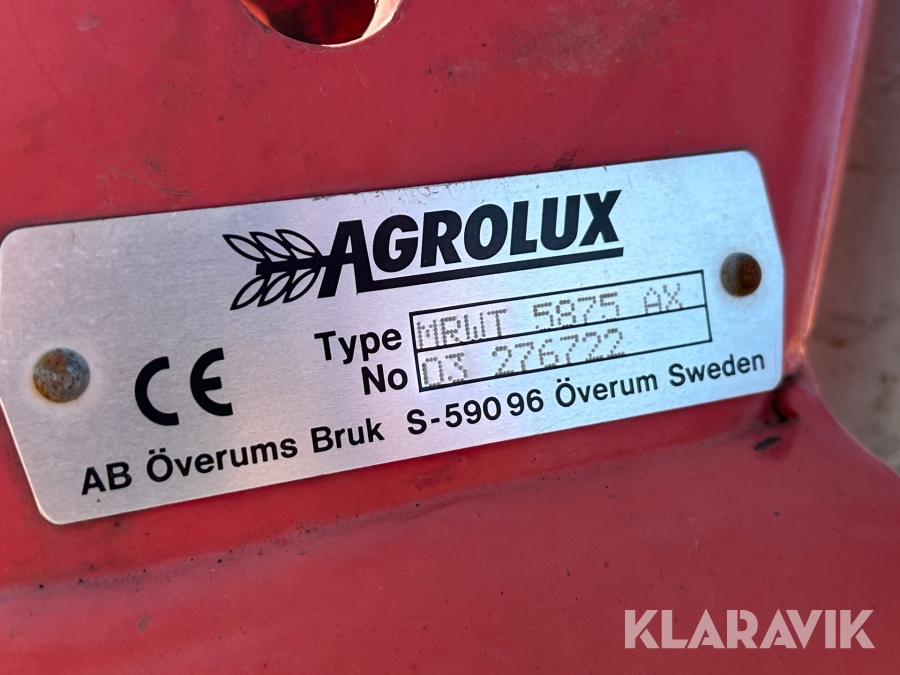 AGROLUX
Type MRWT 5875 AX
No 03 276722
CE
AB Överums Bruk S-590 96 Överum Sweden
KLARAVIK